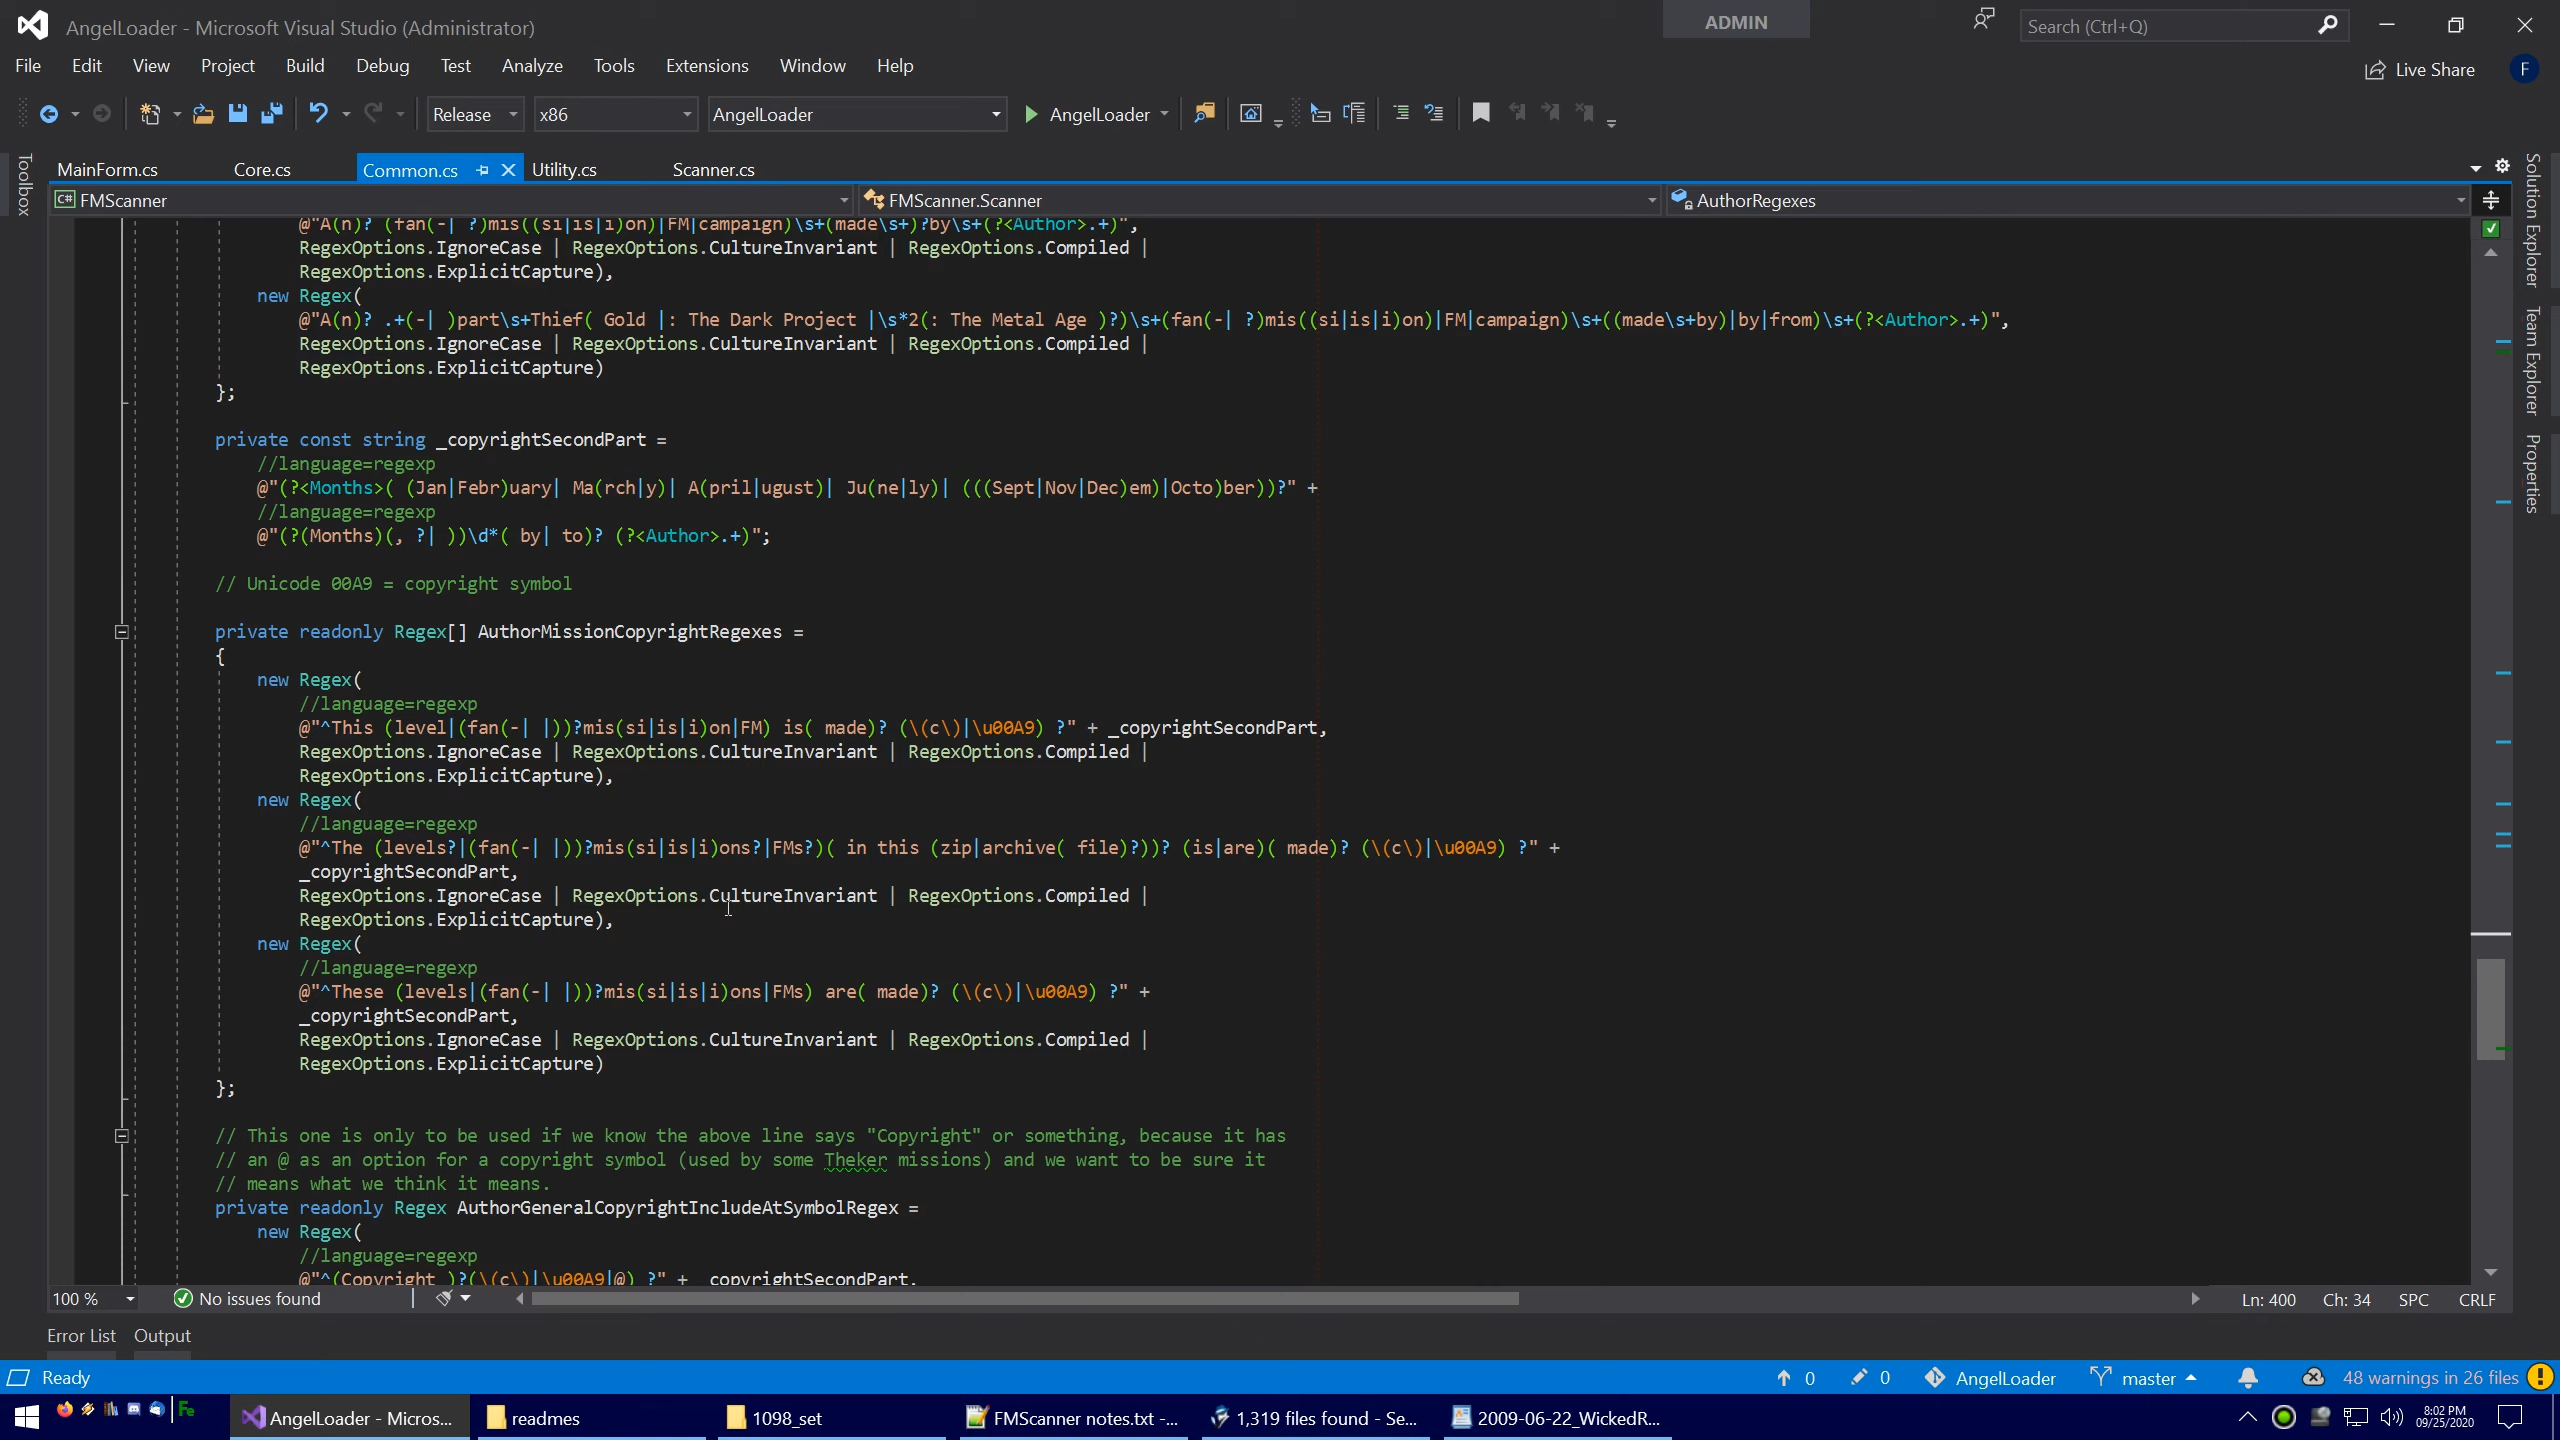 AngelLoader - Microsoft Visual Studio (Administrator)
ADMIN
Search (Ctrl+Q)
File Edit View Project Build Debug Test Analyze Tools Extensions Window Help
Live Share
F
Release x86 AngelLoader AngelLoader
Toolbox
MainForm.cs Core.cs Common.cs Utility.cs Scanner.cs
C# FMScanner FMScanner.Scanner AuthorRegexes
Solution Explorer
Team Explorer
Properties
@"A(n)? (fan(-| ?)mis((si|is|i)on)|FM|campaign)\s+(made\s+)?by\s+(?<Author>.+)",
RegexOptions.IgnoreCase | RegexOptions.CultureInvariant | RegexOptions.Compiled |
RegexOptions.ExplicitCapture),
new Regex(
@"A(n)? .+(-| )part\s+Thief( Gold |: The Dark Project |\s*2(: The Metal Age )?)\s+(fan(-| ?)mis((si|is|i)on)|FM|campaign)\s+((made\s+by)|by|from)\s+(?<Author>.+)",
RegexOptions.IgnoreCase | RegexOptions.CultureInvariant | RegexOptions.Compiled |
RegexOptions.ExplicitCapture)
};
private const string _copyrightSecondPart =
//language=regexp
@"(?<Months>( (Jan|Febr)uary| Ma(rch|y)| A(pril|ugust)| Ju(ne|ly)| (((Sept|Nov|Dec)em)|Octo)ber))?" +
//language=regexp
@"(?(Months)(, ?| ))\d*( by| to)? (?<Author>.+)";
// Unicode 00A9 = copyright symbol
private readonly Regex[] AuthorMissionCopyrightRegexes =
{
new Regex(
//language=regexp
@"^This (level|(fan(-| |))?mis(si|is|i)on|FM) is( made)? (\(c\)|\u00A9) ?" + _copyrightSecondPart,
RegexOptions.IgnoreCase | RegexOptions.CultureInvariant | RegexOptions.Compiled |
RegexOptions.ExplicitCapture),
new Regex(
//language=regexp
@"^The (levels?|(fan(-| |))?mis(si|is|i)ons?|FMs?)( in this (zip|archive( file)?))? (is|are)( made)? (\(c\)|\u00A9) ?" +
_copyrightSecondPart,
RegexOptions.IgnoreCase | RegexOptions.CultureInvariant | RegexOptions.Compiled |
RegexOptions.ExplicitCapture),
new Regex(
//language=regexp
@"^These (levels|(fan(-| |))?mis(si|is|i)ons|FMs) are( made)? (\(c\)|\u00A9) ?" +
_copyrightSecondPart,
RegexOptions.IgnoreCase | RegexOptions.CultureInvariant | RegexOptions.Compiled |
RegexOptions.ExplicitCapture)
};
// This one is only to be used if we know the above line says "Copyright" or something, because it has
// an @ as an option for a copyright symbol (used by some Theker missions) and we want to be sure it
// means what we think it means.
private readonly Regex AuthorGeneralCopyrightIncludeAtSymbolRegex =
new Regex(
//language=regexp
@"^(Copyright )?(\(c\)|\u00A9|@) ?" + _copyrightSecondPart,
100 % No issues found Ln: 400 Ch: 34 SPC CRLF
Error List Output
Ready 0 0 AngelLoader master 48 warnings in 26 files
Fe AngelLoader - Micros... readmes 1098_set FMScanner notes.txt -... 1,319 files found - Se... 2009-06-22_WickedR...
8:02 PM
09/25/2020